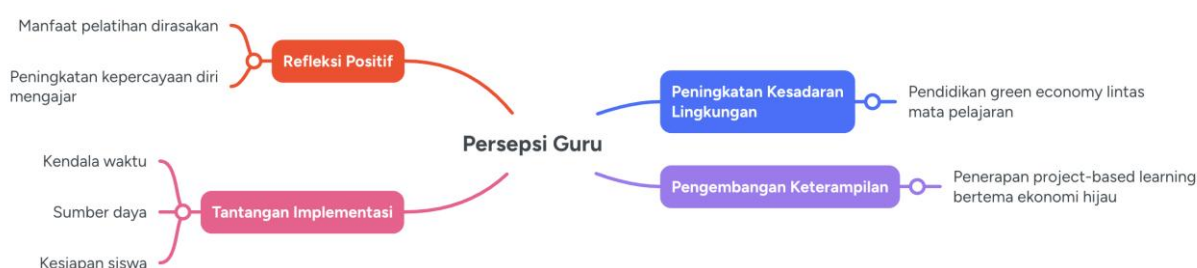 Manfaat pelatihan dirasakan
Peningkatan kepercayaan diri
mengajar
Refleksi Positif
Kendala waktu
Sumber daya
Kesiapan siswa
Tantangan Implementasi
Persepsi Guru
Peningkatan Kesadaran
Lingkungan
Pendidikan green economy lintas
mata pelajaran
Pengembangan Keterampilan
Penerapan project-based learning
bertema ekonomi hijau